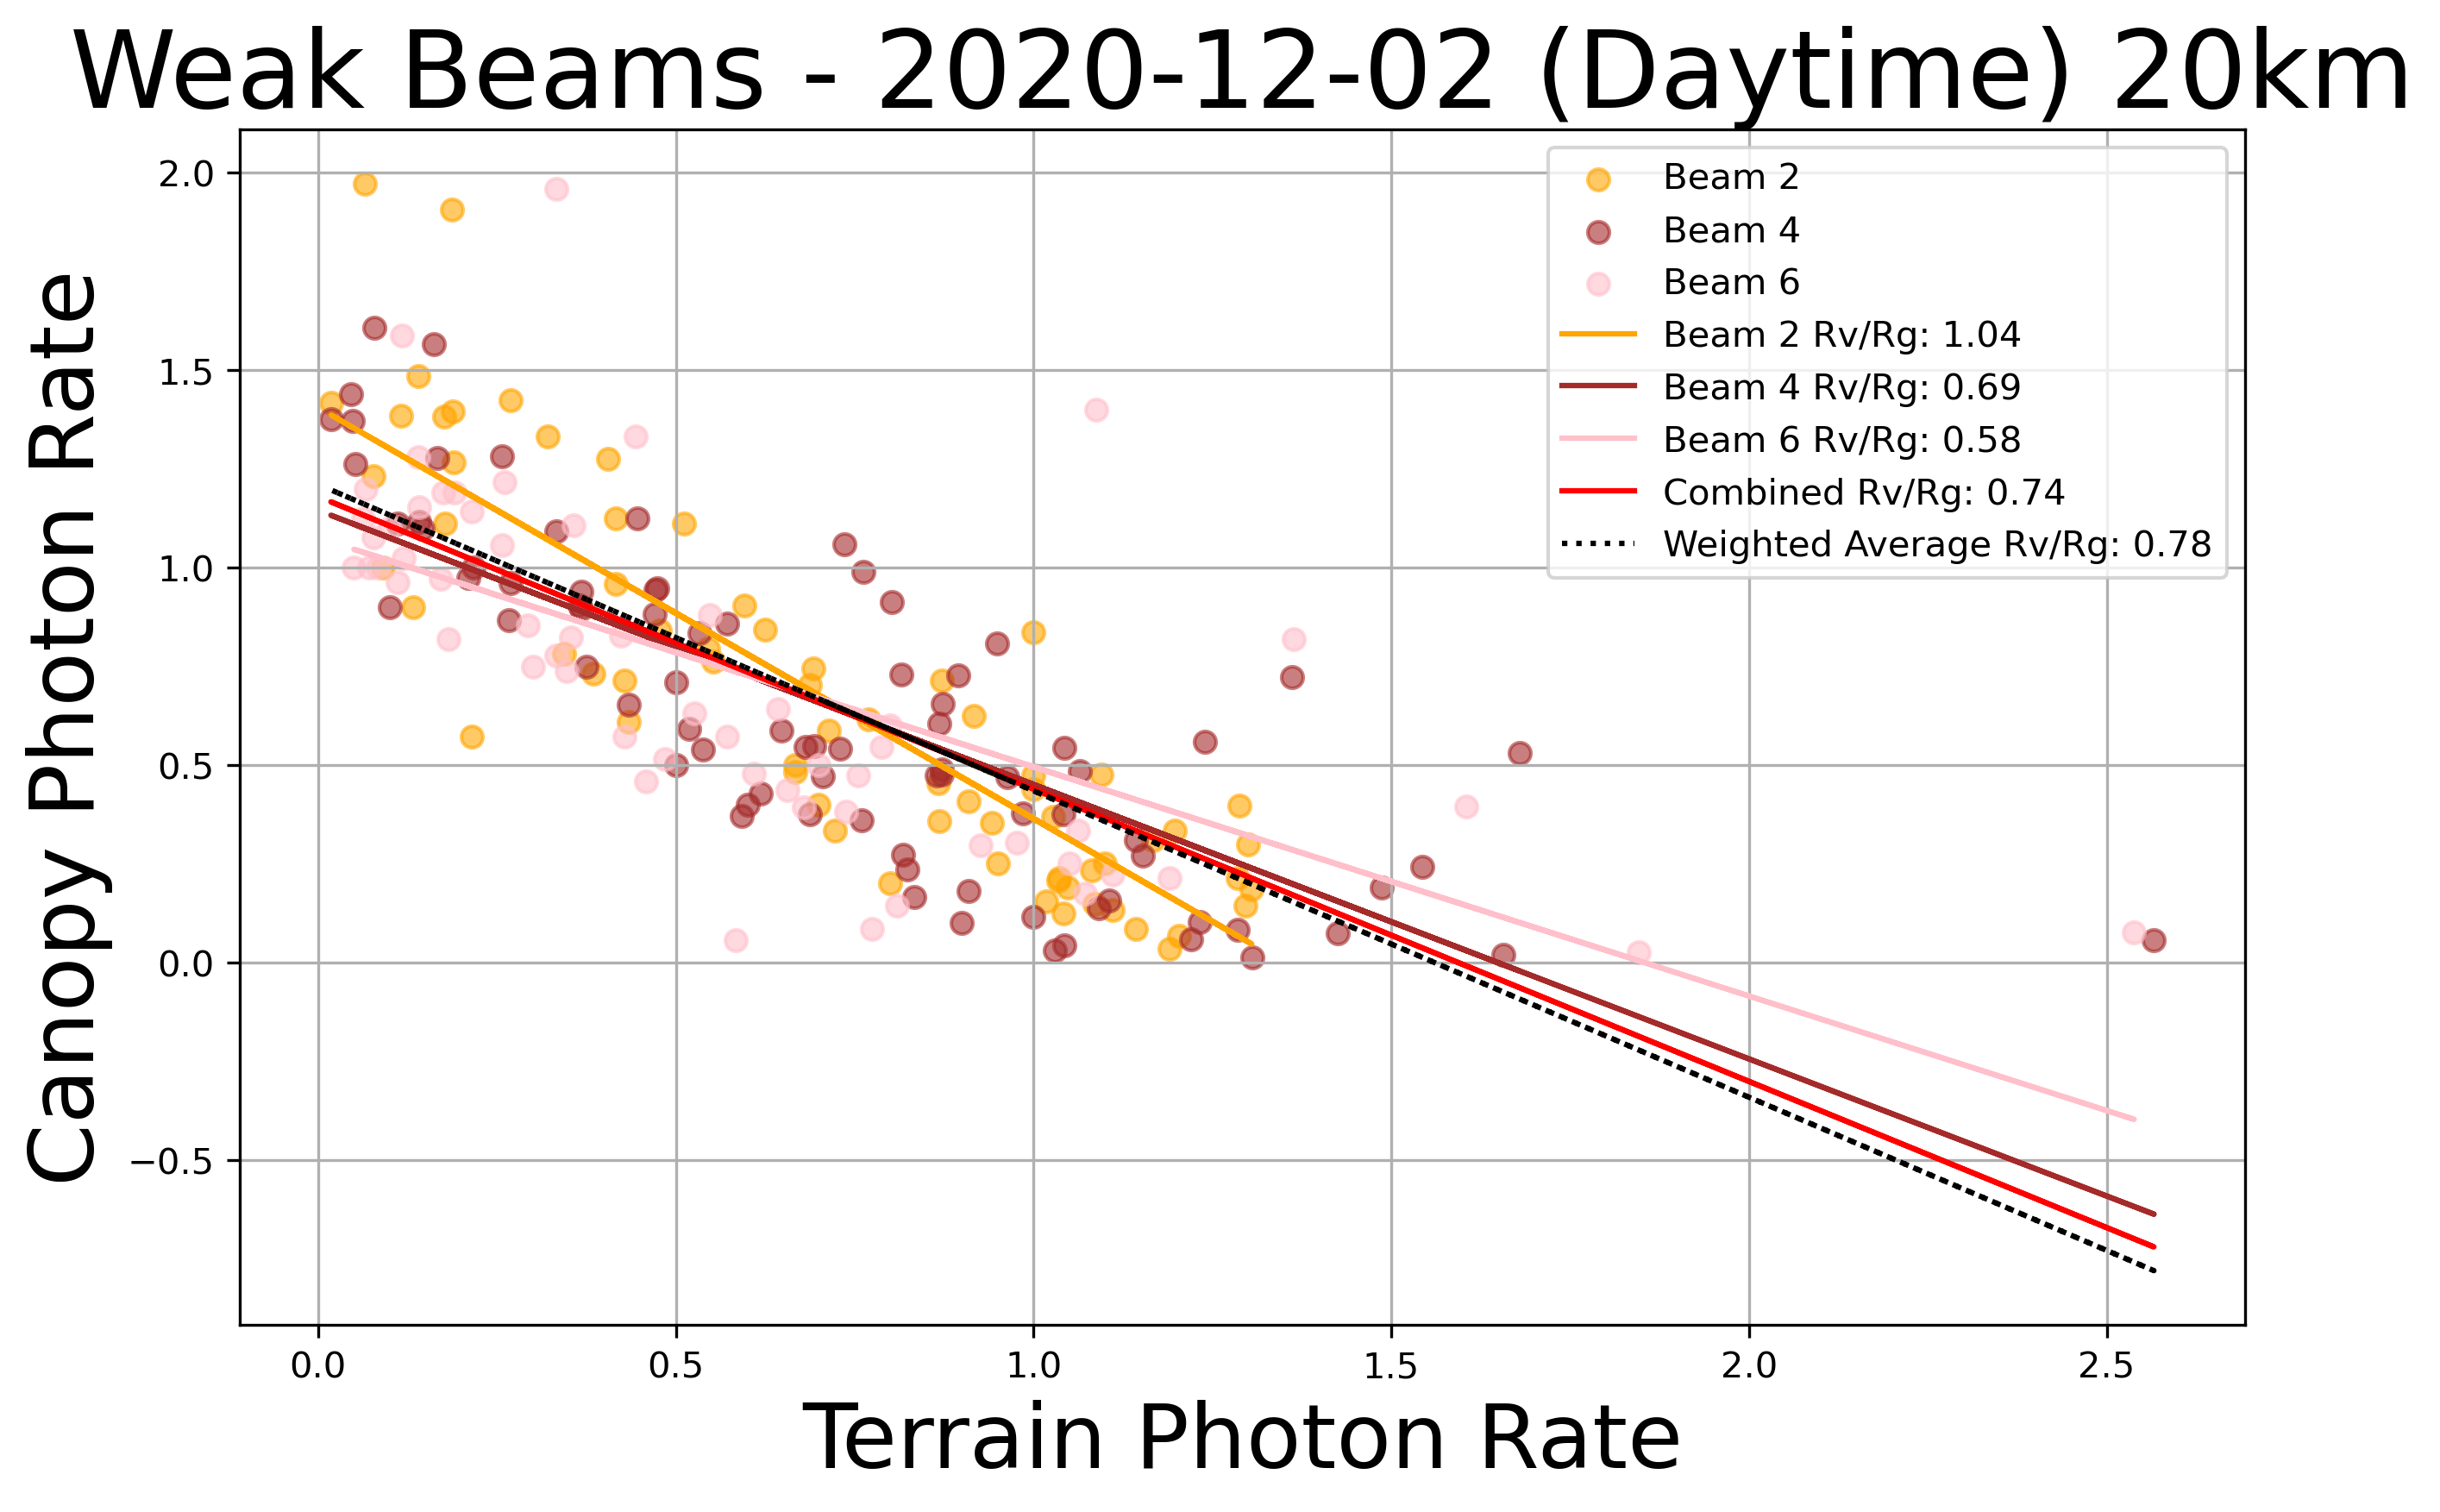 Weak Beams - 2020-12-02 (Daytime) 20km
Canopy Photon Rate
2.0
1.5
1.0
0.5
0.0
−0.5
Beam 2
Beam 4
Beam 6
Beam 2 Rv/Rg: 1.04
Beam 4 Rv/Rg: 0.69
Beam 6 Rv/Rg: 0.58
Combined Rv/Rg: 0.74
Weighted Average Rv/Rg: 0.78
0.0 0.5 1.0 1.5 2.0 2.5
Terrain Photon Rate